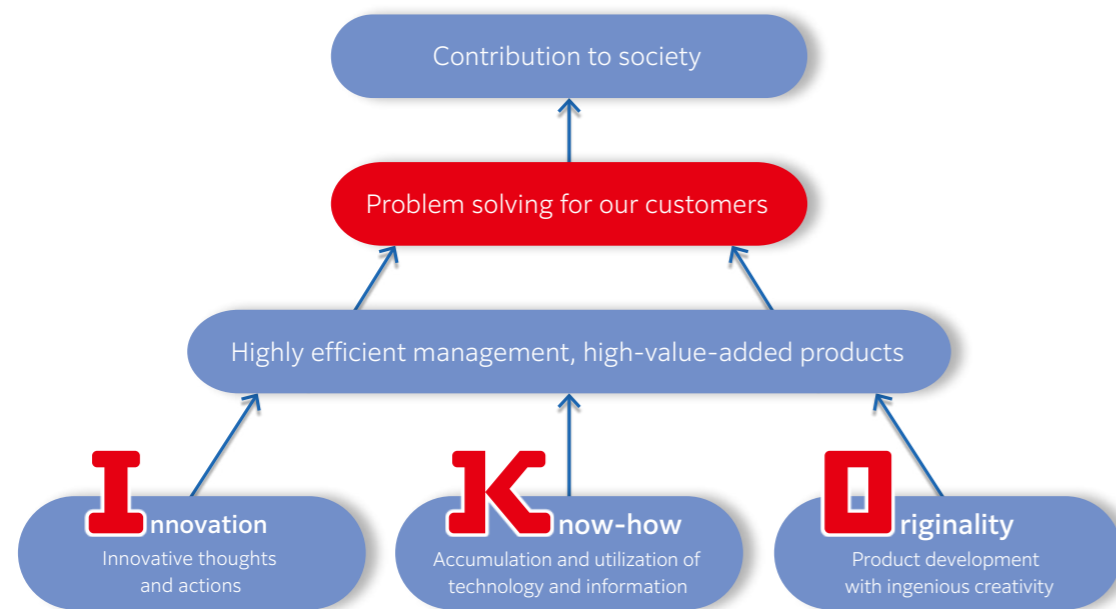 Contribution to society
Problem solving for our customers
Highly efficient management, high-value-added products
Innovation
Innovative thoughts
and actions
Know-how
Accumulation and utilization of
technology and information
Originality
Product development
with ingenious creativity